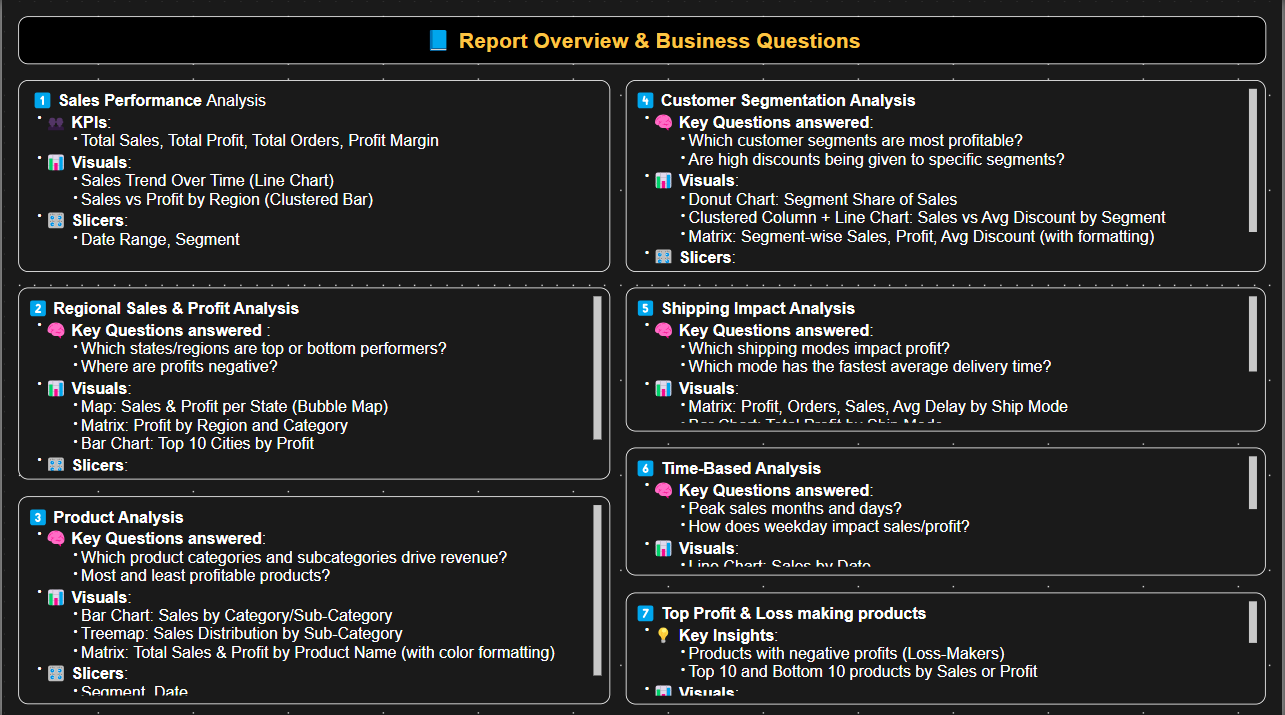 📘 Report Overview & Business Questions
1️⃣ Sales Performance Analysis
👥 KPIs:
Total Sales, Total Profit, Total Orders, Profit Margin
📊 Visuals:
Sales Trend Over Time (Line Chart)
Sales vs Profit by Region (Clustered Bar)
🎛️ Slicers:
Date Range, Segment
2️⃣ Regional Sales & Profit Analysis
🧠 Key Questions answered :
Which states/regions are top or bottom performers?
Where are profits negative?
📊 Visuals:
Map: Sales & Profit per State (Bubble Map)
Matrix: Profit by Region and Category
Bar Chart: Top 10 Cities by Profit
🎛️ Slicers:
3️⃣ Product Analysis
🧠 Key Questions answered:
Which product categories and subcategories drive revenue?
Most and least profitable products?
📊 Visuals:
Bar Chart: Sales by Category/Sub-Category
Treemap: Sales Distribution by Sub-Category
Matrix: Total Sales & Profit by Product Name (with color formatting)
🎛️ Slicers:
Segment, Date
4️⃣ Customer Segmentation Analysis
🧠 Key Questions answered:
Which customer segments are most profitable?
Are high discounts being given to specific segments?
📊 Visuals:
Donut Chart: Segment Share of Sales
Clustered Column + Line Chart: Sales vs Avg Discount by Segment
Matrix: Segment-wise Sales, Profit, Avg Discount (with formatting)
🎛️ Slicers:
5️⃣ Shipping Impact Analysis
🧠 Key Questions answered:
Which shipping modes impact profit?
Which mode has the fastest average delivery time?
📊 Visuals:
Matrix: Profit, Orders, Sales, Avg Delay by Ship Mode
Bar Chart: Total Profit by Ship Mode
6️⃣ Time-Based Analysis
🧠 Key Questions answered:
Peak sales months and days?
How does weekday impact sales/profit?
📊 Visuals:
Line Chart: Sales by Date
7️⃣ Top Profit & Loss making products
💡 Key Insights:
Products with negative profits (Loss-Makers)
Top 10 and Bottom 10 products by Sales or Profit
📊 Visuals: